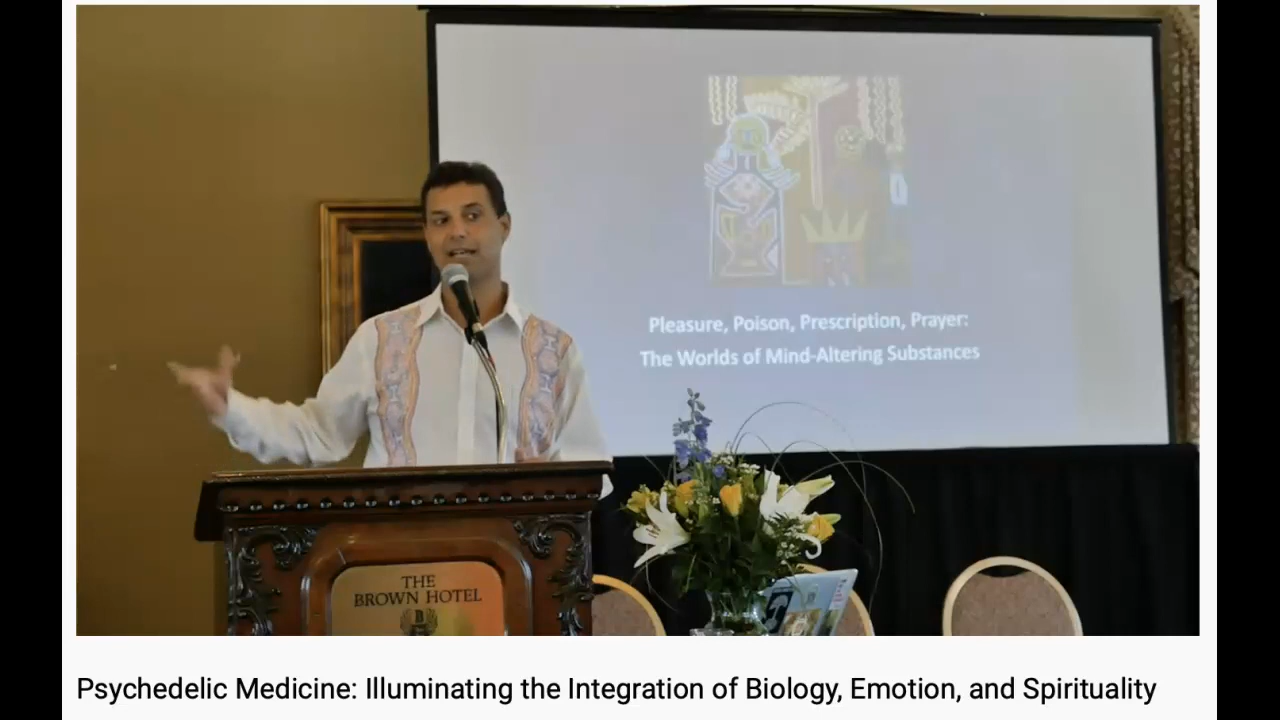 Pleasure, Poison, Prescription, Prayer:
The Worlds of Mind-Altering Substances
THE
BROWN HOTEL
Psychedelic Medicine: Illuminating the Integration of Biology, Emotion, and Spirituality